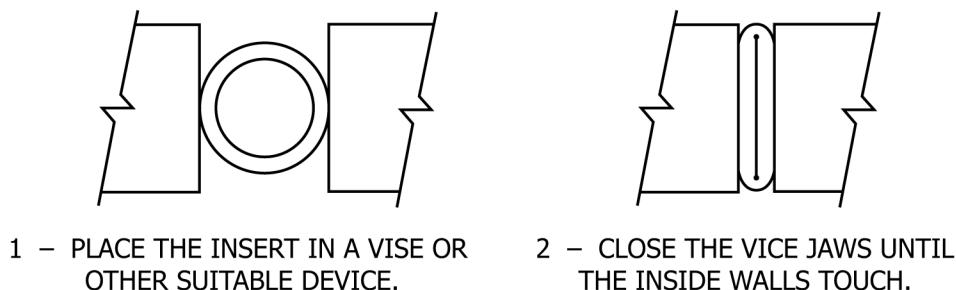 1 – PLACE THE INSERT IN A VISE OR
OTHER SUITABLE DEVICE.
2 – CLOSE THE VICE JAWS UNTIL
THE INSIDE WALLS TOUCH.